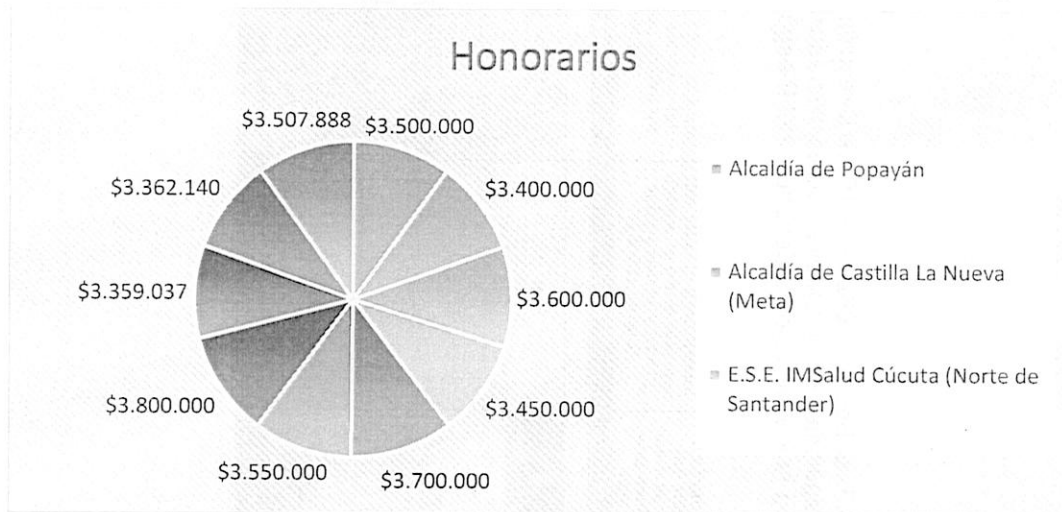 Honorarios
$3.507.888
$3.500.000
$3.362.140
$3.400.000
$3.359.037
$3.600.000
$3.800.000
$3.450.000
$3.550.000
$3.700.000
Alcaldía de Popayán
Alcaldía de Castilla La Nueva
(Meta)
E.S.E. IMSalud Cúcuta (Norte de
Santander)